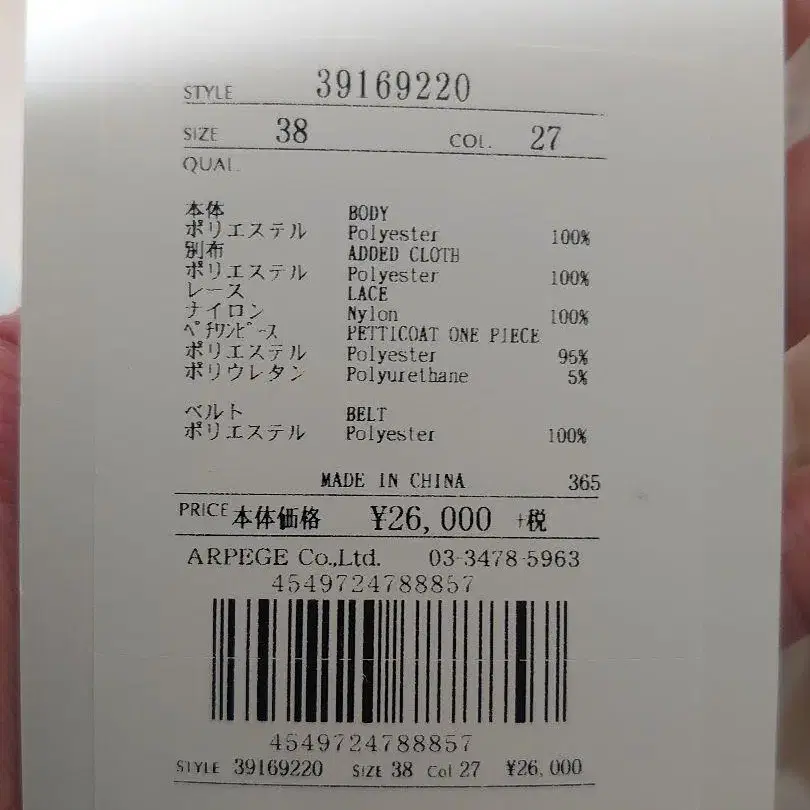 STYLE 39169220
SIZE 38 COL. 27
QUAL.
本体 BODY
ポリエステル Polyester 100%
別布 ADDED CLOTH
ポリエステル Polyester 100%
レース LACE
ナイロン Nylon 100%
ペチワンピース PETTICOAT ONE PIECE
ポリエステル Polyester 95%
ポリウレタン Polyurethane 5%
ベルト BELT
ポリエステル Polyester 100%
MADE IN CHINA 365
PRICE 本体価格 ¥26,000 +税
ARPEGE Co.,Ltd. 03-3478-5963
4549724788857
4549724788857
STYLE 39169220 SIZE 38 Col 27 ¥26,000